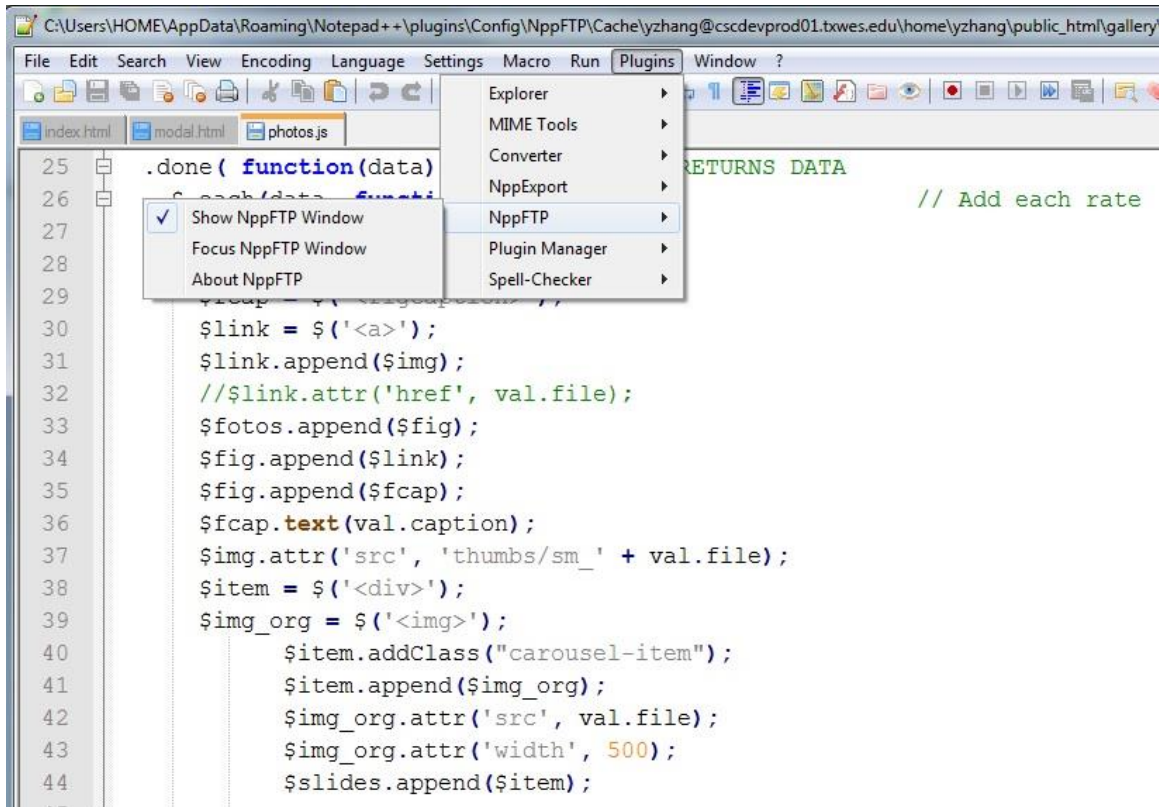 C:\Users\HOME\AppData\Roaming\Notepad++\plugins\Config\NppFTP\Cache\yzhang@cscdevprod01.txwes.edu\home\yzhang\public_html\gallery\
File Edit Search View Encoding Language Settings Macro Run Plugins Window ?
index.html modal.html photos.js
Explorer
MIME Tools
Converter
NppExport
NppFTP
Plugin Manager
Spell-Checker
Show NppFTP Window
Focus NppFTP Window
About NppFTP
25 .done( function(data) RETURNS DATA
26 // Add each rate
27
28
29
30 $link = $('<a>');
31 $link.append($img);
32 //$link.attr('href', val.file);
33 $fotos.append($fig);
34 $fig.append($link);
35 $fig.append($fcap);
36 $fcap.text(val.caption);
37 $img.attr('src', 'thumbs/sm_' + val.file);
38 $item = $('<div>');
39 $img_org = $('<img>');
40 $item.addClass("carousel-item");
41 $item.append($img_org);
42 $img_org.attr('src', val.file);
43 $img_org.attr('width', 500);
44 $slides.append($item);